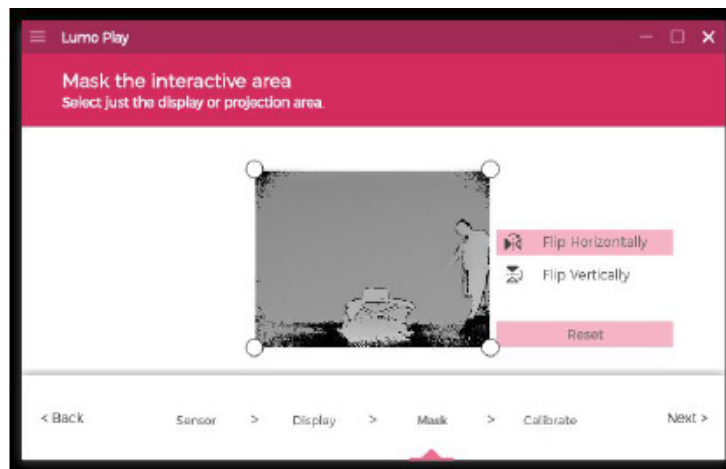 Lumo Play
Mask the interactive area
Select just the display or projection area.
Flip Horizontally
Flip Vertically
Reset
< Back
Sensor > Display > Mask > Calibrate
Next >